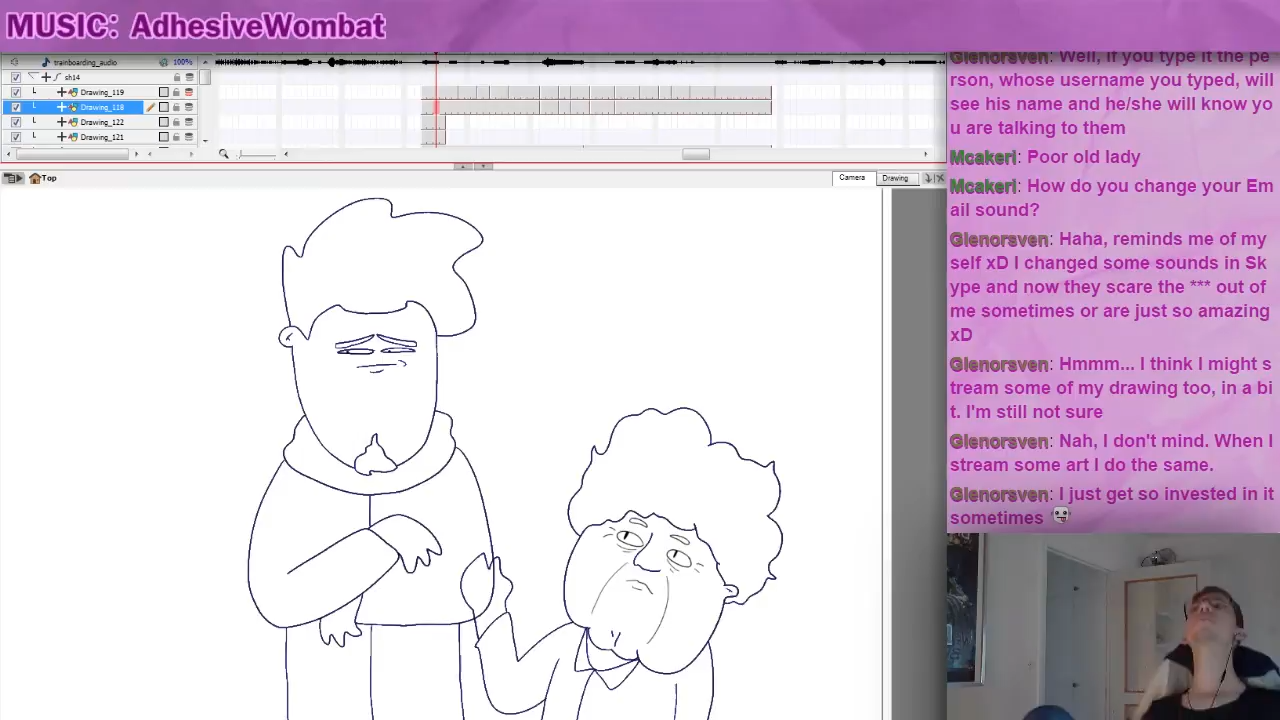 MUSIC: AdhesiveWombat
trainboarding_audio
100%
sh14
Drawing_119
Drawing_118
Drawing_122
Drawing_121
Top
Camera
Drawing
Glenorsven: Well, if you type it the pe
rson, whose username you typed, will
see his name and he/she will know yo
u are talking to them
Mcakeri: Poor old lady
Mcakeri: How do you change your Em
ail sound?
Glenorsven: Haha, reminds me of my
self xD I changed some sounds in Sk
ype and now they scare the *** out of
me sometimes or are just so amazing
xD
Glenorsven: Hmmm... I think I might s
tream some of my drawing too, in a bi
t. I'm still not sure
Glenorsven: Nah, I don't mind. When I
stream some art I do the same.
Glenorsven: I just get so invested in it
sometimes